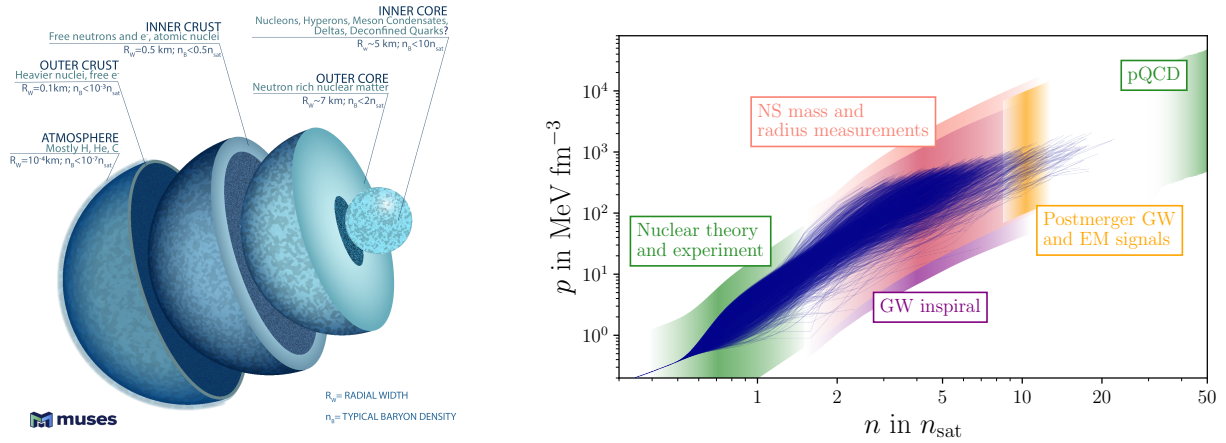 INNER CORE
Nucleons, Hyperons, Meson Condensates,
Deltas, Deconfined Quarks?
R_W~5 km; n_B<10n_sat
INNER CRUST
Free neutrons and e⁻, atomic nuclei
R_W=0.5 km; n_B<0.5n_sat
OUTER CORE
Neutron rich nuclear matter
R_W~7 km; n_B<2n_sat
OUTER CRUST
Heavier nuclei, free e⁻
R_W=0.1km; n_B<10⁻³n_sat
ATMOSPHERE
Mostly H, He, C
R_W=10⁻⁴km; n_B<10⁻⁷n_sat
R_W= RADIAL WIDTH
n_B= TYPICAL BARYON DENSITY
muses
p in MeV fm⁻³
10⁴
10³
10²
10¹
10⁰
pQCD
NS mass and
radius measurements
Nuclear theory
and experiment
Postmerger GW
and EM signals
GW inspiral
1
2
5
10
20
50
n in n_sat